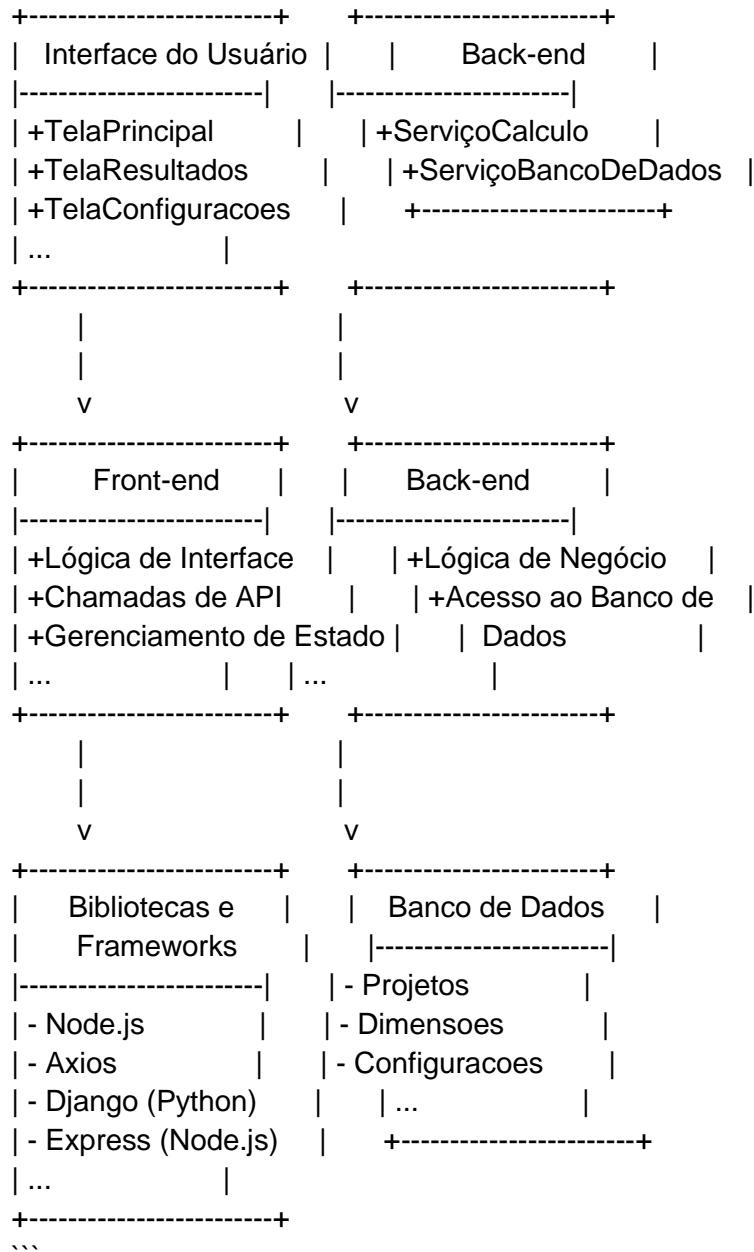 +-------------------------+ +------------------------+
| Interface do Usuário | | Back-end |
|-------------------------| |------------------------|
| +TelaPrincipal | | +ServiçoCalculo |
| +TelaResultados | | +ServiçoBancoDeDados |
| +TelaConfiguracoes | +------------------------+
| ... |
+-------------------------+ +------------------------+
| |
| |
v v
+-------------------------+ +------------------------+
| Front-end | | Back-end |
|-------------------------| |------------------------|
| +Lógica de Interface | | +Lógica de Negócio |
| +Chamadas de API | | +Acesso ao Banco de |
| +Gerenciamento de Estado | | Dados |
| ... | | ... |
+-------------------------+ +------------------------+
| |
| |
v v
+-------------------------+ +------------------------+
| Bibliotecas e | | Banco de Dados |
| Frameworks | |------------------------|
|-------------------------| | - Projetos |
| - Node.js | | - Dimensoes |
| - Axios | | - Configuracoes |
| - Django (Python) | | ... |
| - Express (Node.js) | +------------------------+
| ... |
+-------------------------+
```